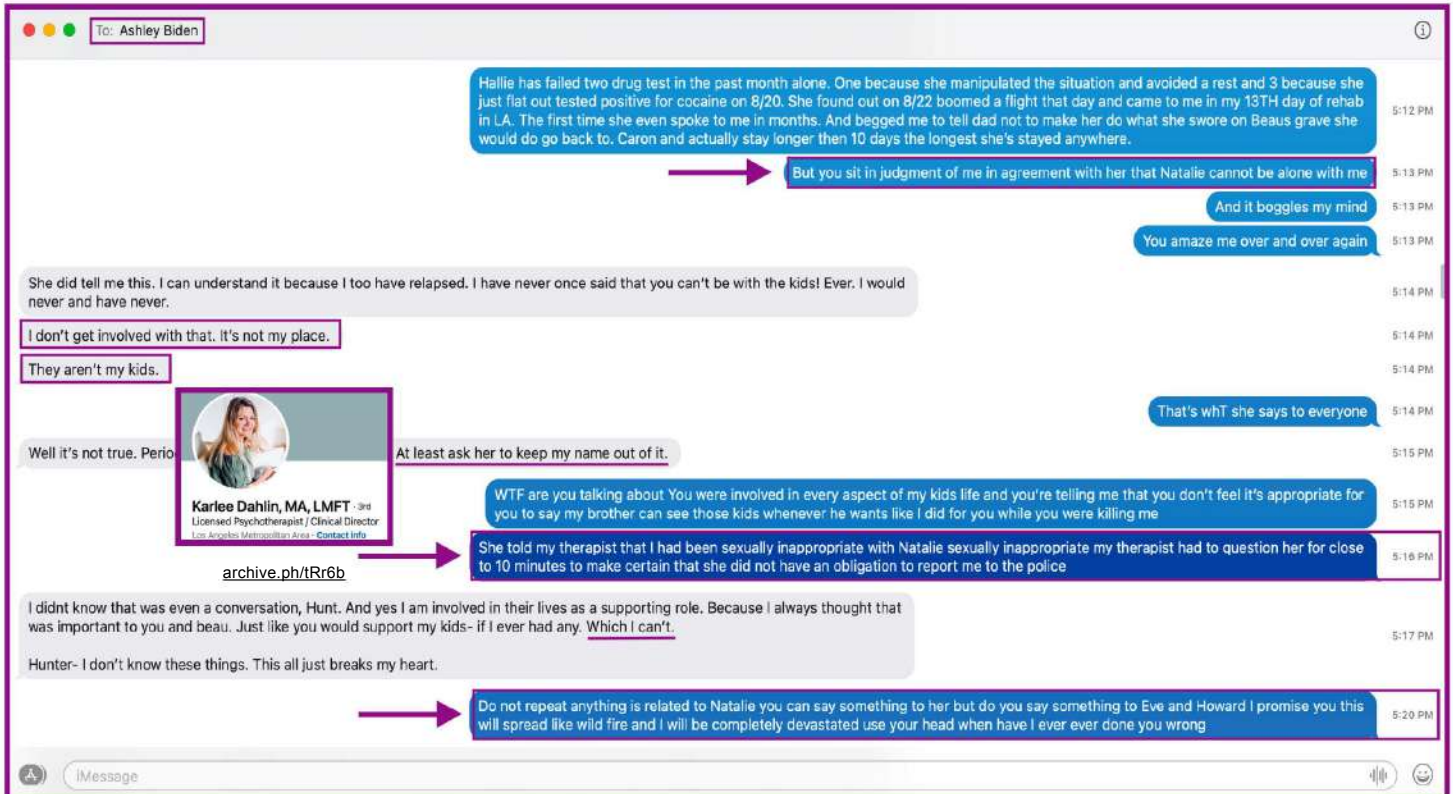 To: Ashley Biden
Hallie has failed two drug test in the past month alone. One because she manipulated the situation and avoided a rest and 3 because she
just flat out tested positive for cocaine on 8/20. She found out on 8/22 boomed a flight that day and came to me in my 13TH day of rehab
in LA. The first time she even spoke to me in months. And begged me to tell dad not to make her do what she swore on Beaus grave she
would do go back to. Caron and actually stay longer then 10 days the longest she's stayed anywhere.
5:12 PM
But you sit in judgment of me in agreement with her that Natalie cannot be alone with me
5:13 PM
And it boggles my mind
5:13 PM
You amaze me over and over again
5:13 PM
She did tell me this. I can understand it because I too have relapsed. I have never once said that you can't be with the kids! Ever. I would
never and have never.
5:14 PM
I don't get involved with that. It's not my place.
5:14 PM
They aren't my kids.
5:14 PM
That's whT she says to everyone
5:14 PM
Well it's not true. Perio
At least ask her to keep my name out of it.
5:15 PM
Karlee Dahlin, MA, LMFT · 3rd
Licensed Psychotherapist / Clinical Director
Los Angeles Metropolitan Area · Contact info
archive.ph/tRr6b
WTF are you talking about You were involved in every aspect of my kids life and you're telling me that you don't feel it's appropriate for
you to say my brother can see those kids whenever he wants like I did for you while you were killing me
5:15 PM
She told my therapist that I had been sexually inappropriate with Natalie sexually inappropriate my therapist had to question her for close
to 10 minutes to make certain that she did not have an obligation to report me to the police
5:16 PM
I didnt know that was even a conversation, Hunt. And yes I am involved in their lives as a supporting role. Because I always thought that
was important to you and beau. Just like you would support my kids- if I ever had any. Which I can't.
Hunter- I don't know these things. This all just breaks my heart.
5:17 PM
Do not repeat anything is related to Natalie you can say something to her but do you say something to Eve and Howard I promise you this
will spread like wild fire and I will be completely devastated use your head when have I ever ever done you wrong
5:20 PM
iMessage